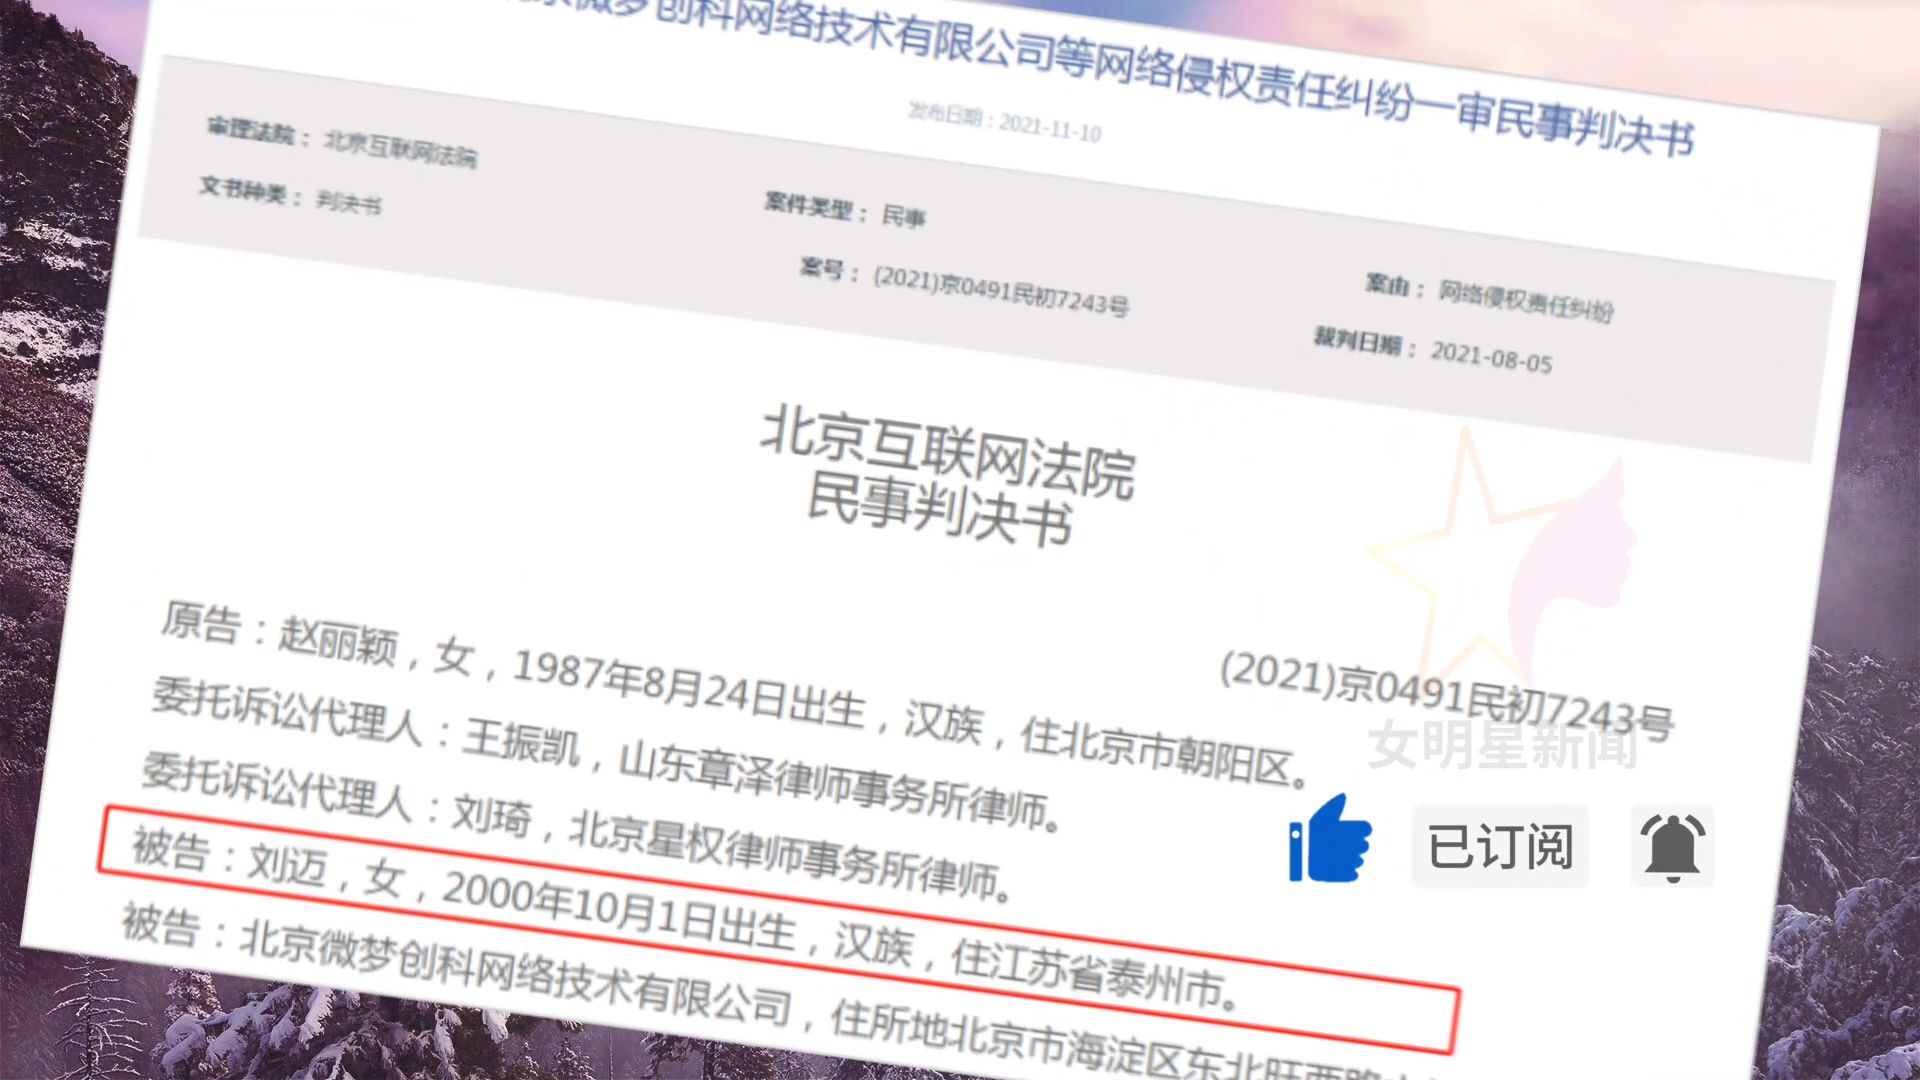 北京微梦创科网络技术有限公司等网络侵权责任纠纷一审民事判决书
发布日期：2021-11-10
审理法院： 北京互联网法院
案件类型： 民事
案由： 网络侵权责任纠纷
文书种类： 判决书
案号： (2021)京0491民初7243号
裁判日期： 2021-08-05
北京互联网法院
民事判决书
(2021)京0491民初7243号
原告：赵丽颖，女，1987年8月24日出生，汉族，住北京市朝阳区。
委托诉讼代理人：王振凯，山东章泽律师事务所律师。
委托诉讼代理人：刘琦，北京星权律师事务所律师。
被告：刘迈，女，2000年10月1日出生，汉族，住江苏省泰州市。
被告：北京微梦创科网络技术有限公司，住所地北京市海淀区东北旺西路
女明星新闻
已订阅